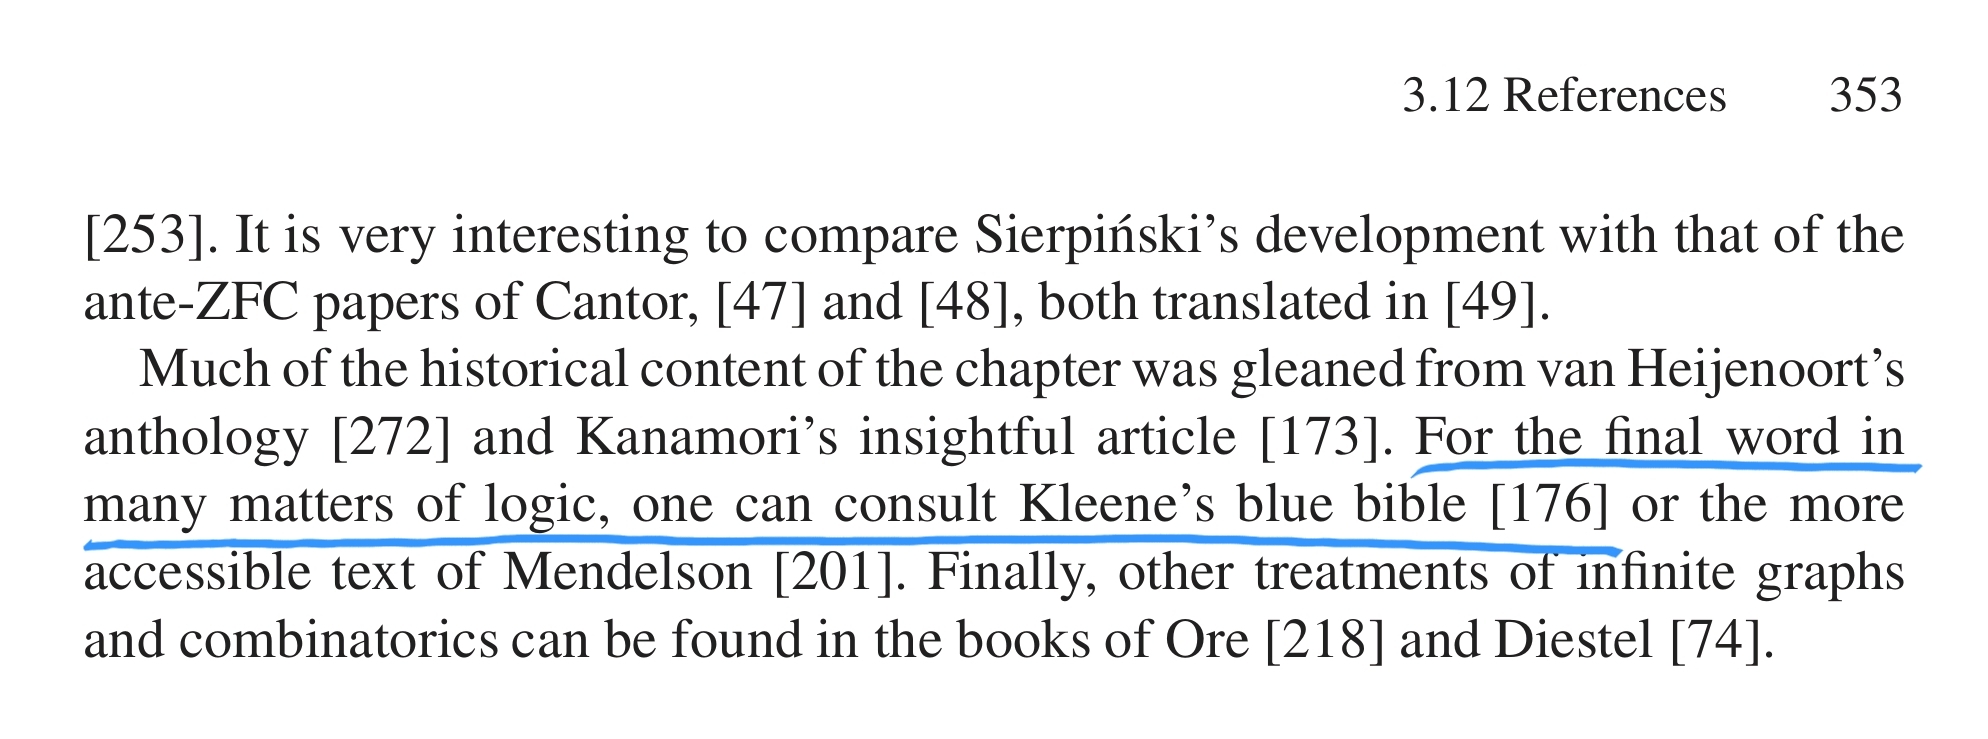 3.12 References 353
[253]. It is very interesting to compare Sierpiński’s development with that of the
ante-ZFC papers of Cantor, [47] and [48], both translated in [49].
Much of the historical content of the chapter was gleaned from van Heijenoort’s
anthology [272] and Kanamori’s insightful article [173]. For the final word in
many matters of logic, one can consult Kleene’s blue bible [176] or the more
accessible text of Mendelson [201]. Finally, other treatments of infinite graphs
and combinatorics can be found in the books of Ore [218] and Diestel [74].